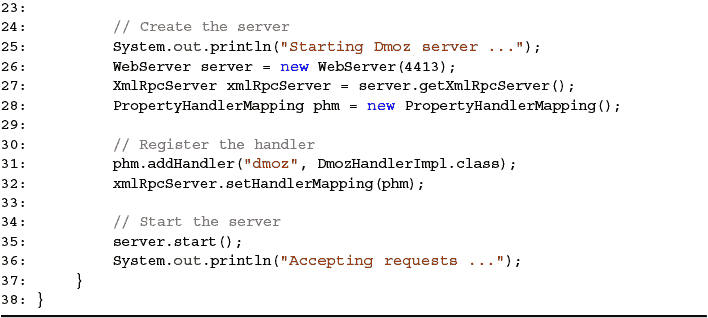 23:
24:         // Create the server
25:         System.out.println("Starting Dmoz server ...");
26:         WebServer server = new WebServer(4413);
27:         XmlRpcServer xmlRpcServer = server.getXmlRpcServer();
28:         PropertyHandlerMapping phm = new PropertyHandlerMapping();
29:
30:         // Register the handler
31:         phm.addHandler("dmoz", DmozHandlerImpl.class);
32:         xmlRpcServer.setHandlerMapping(phm);
33:
34:         // Start the server
35:         server.start();
36:         System.out.println("Accepting requests ...");
37:     }
38: }